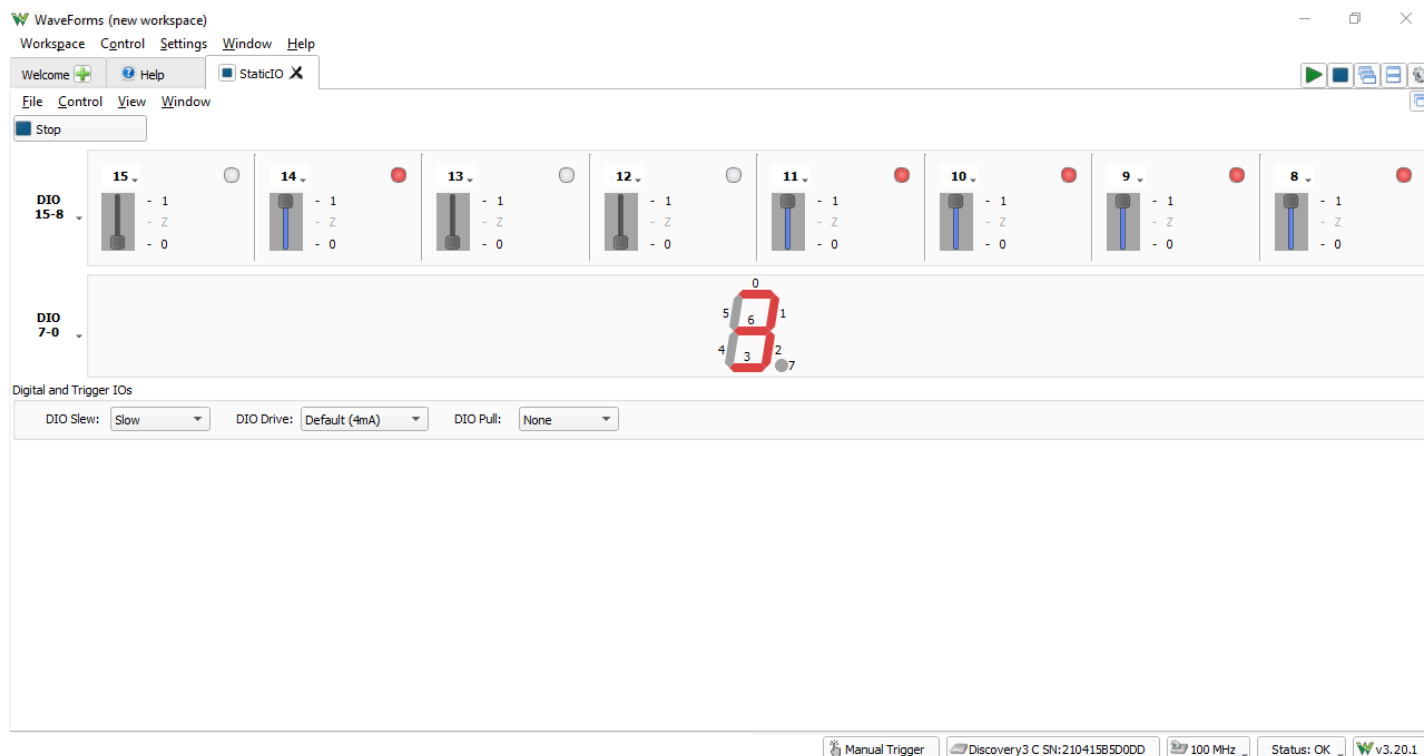 WaveForms (new workspace)
Workspace Control Settings Window Help
Welcome Help StaticIO
File Control View Window
Stop
DIO 15-8
15 14 13 12 11 10 9 8
- 1 - 1 - 1 - 1 - 1 - 1 - 1 - 1
- Z - Z - Z - Z - Z - Z - Z - Z
- 0 - 0 - 0 - 0 - 0 - 0 - 0 - 0
DIO 7-0
0
5 6 1
4 3 2
7
Digital and Trigger IOs
DIO Slew: Slow DIO Drive: Default (4mA) DIO Pull: None
Manual Trigger Discovery3 C SN:210415B5D0DD 100 MHz Status: OK v3.20.1